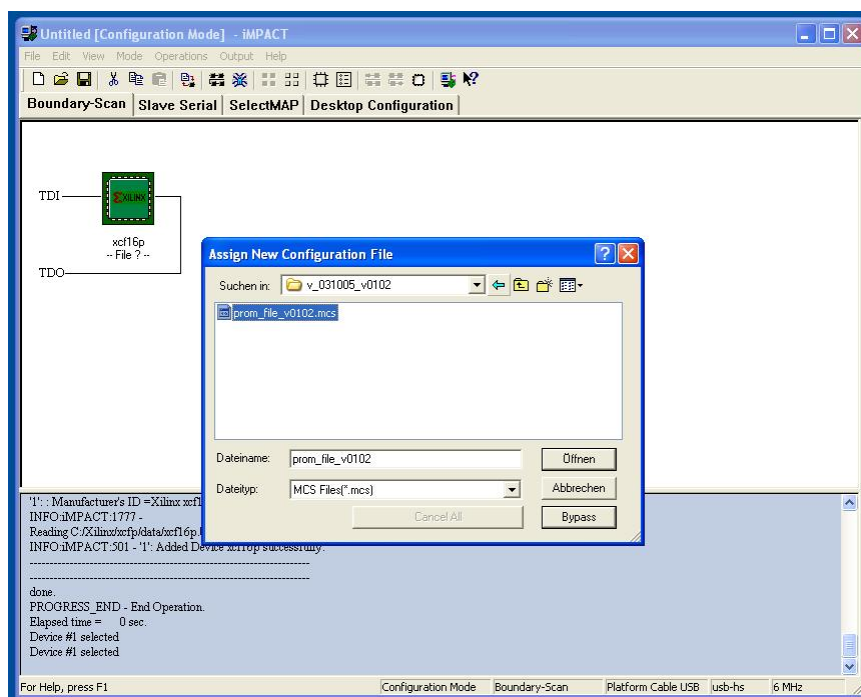 Untitled [Configuration Mode] - iMPACT
File Edit View Mode Operations Output Help
Boundary-Scan Slave Serial SelectMAP Desktop Configuration
TDI
XILINX
xcf16p
-- File ? --
TDO
Assign New Configuration File
Suchen in: v_031005_v0102
prom_file_v0102.mcs
Dateiname: prom_file_v0102 Öffnen
Dateityp: MCS Files(*.mcs) Abbrechen
Cancel All Bypass
'1': : Manufacturer's ID =Xilinx xcf1
INFO:iMPACT:1777 -
Reading C:/Xilinx/xcfp/data/xcf16p.
INFO:iMPACT:501 - '1': Added Device xcf16p successfully.
----------------------------------------------------------------------
----------------------------------------------------------------------
done.
PROGRESS_END - End Operation.
Elapsed time = 0 sec.
Device #1 selected
Device #1 selected
For Help, press F1 Configuration Mode Boundary-Scan Platform Cable USB usb-hs 6 MHz